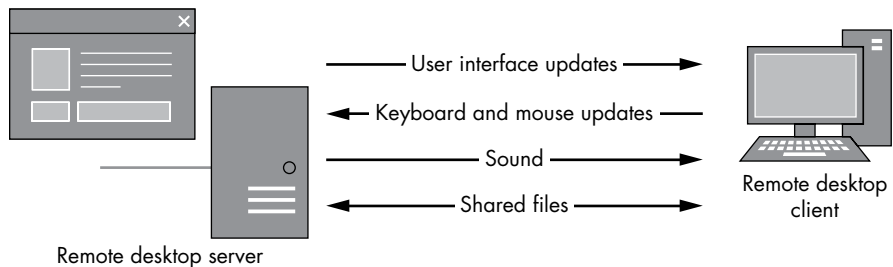 User interface updates
Keyboard and mouse updates
Sound
Shared files
Remote desktop server
Remote desktop
client